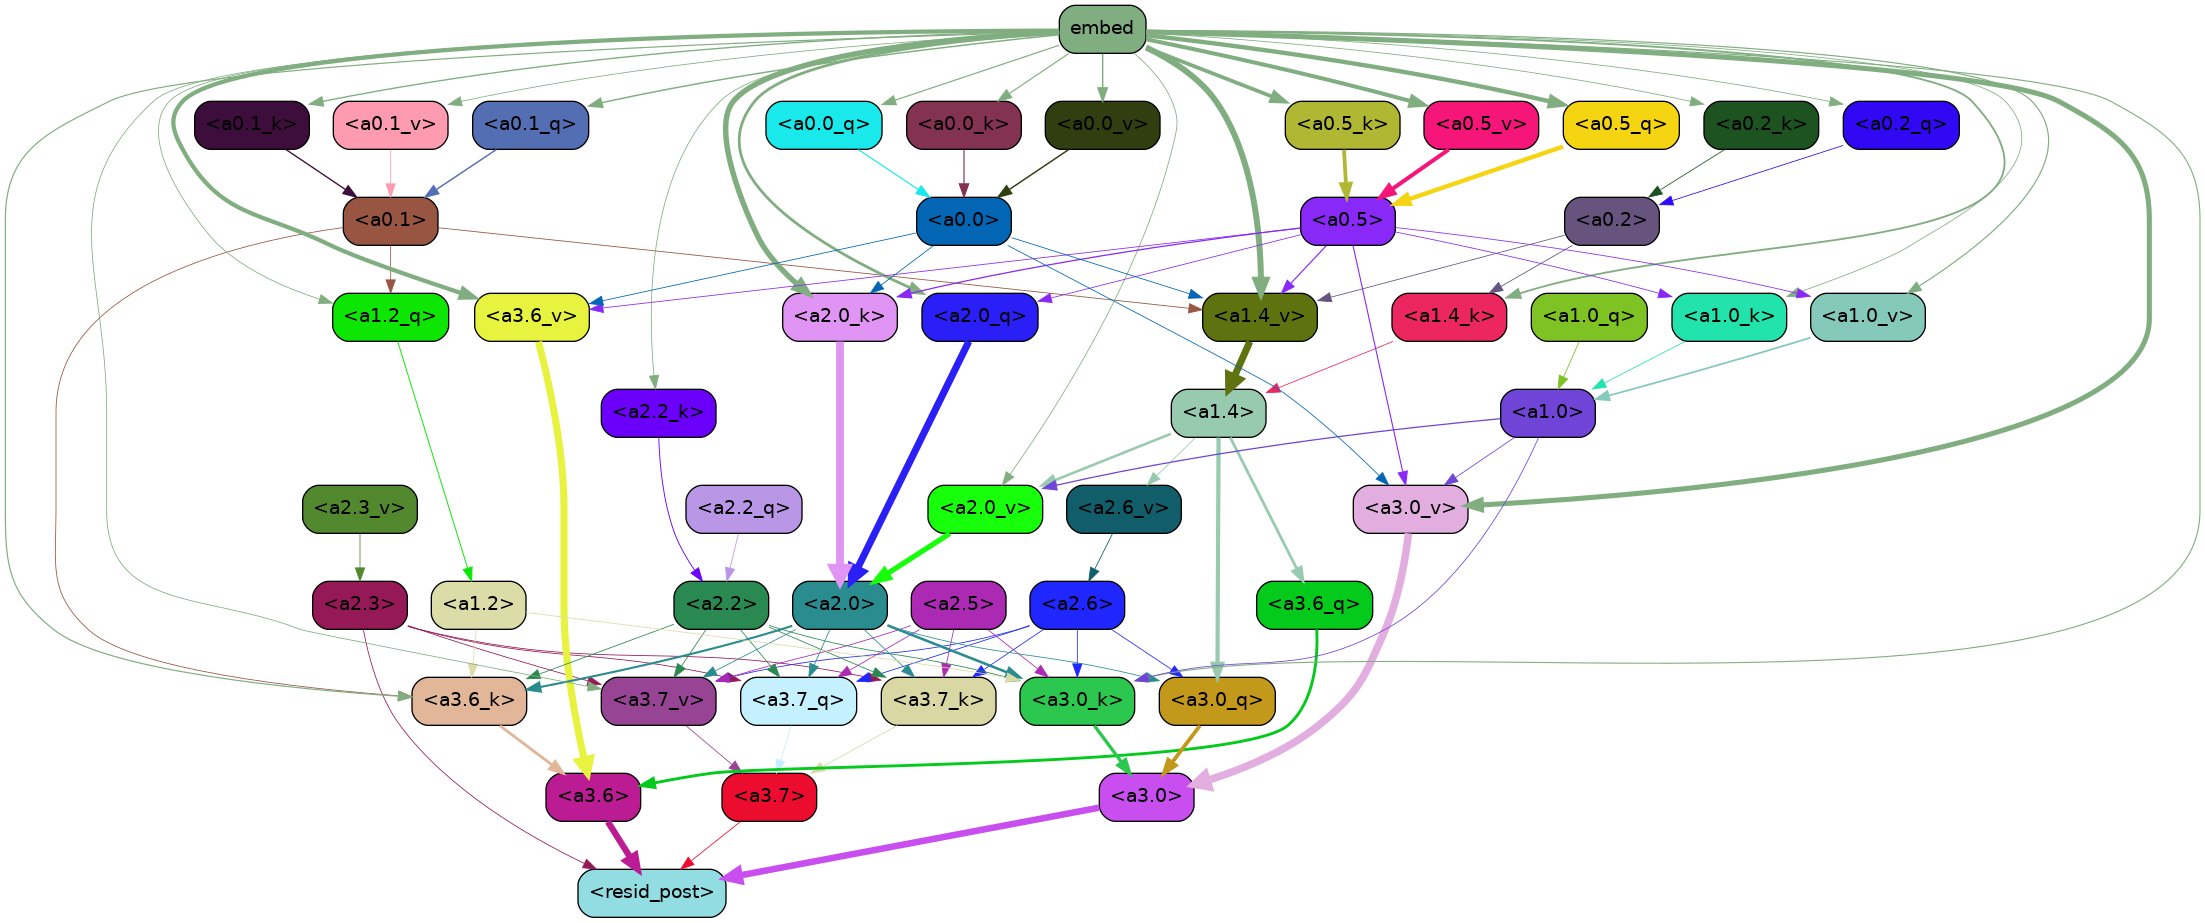 embed
<a0.1_k>
<a0.1_v>
<a0.1_q>
<a0.0_q>
<a0.0_k>
<a0.0_v>
<a0.5_k>
<a0.5_v>
<a0.5_q>
<a0.2_k>
<a0.2_q>
<a0.1>
<a0.0>
<a0.5>
<a0.2>
<a1.2_q>
<a3.6_v>
<a2.0_k>
<a2.0_q>
<a1.4_v>
<a1.4_k>
<a1.0_q>
<a1.0_k>
<a1.0_v>
<a2.2_k>
<a1.4>
<a1.0>
<a2.3_v>
<a2.2_q>
<a2.0_v>
<a2.6_v>
<a3.0_v>
<a2.3>
<a1.2>
<a2.2>
<a2.0>
<a2.5>
<a2.6>
<a3.6_q>
<a3.6_k>
<a3.7_v>
<a3.7_q>
<a3.7_k>
<a3.0_k>
<a3.0_q>
<a3.6>
<a3.7>
<a3.0>
<resid_post>